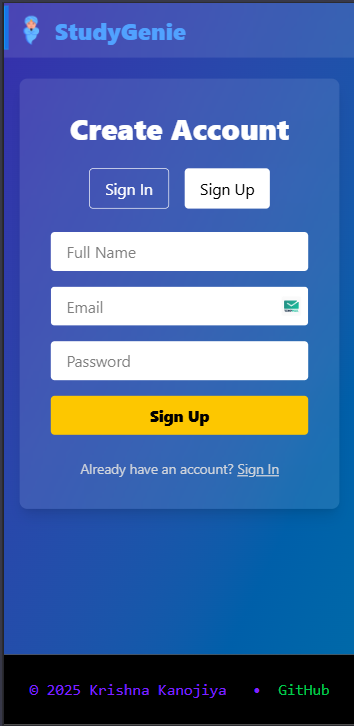 StudyGenie
Create Account
Sign In Sign Up
Full Name
Email
Password
Sign Up
Already have an account? Sign In
© 2025 Krishna Kanojiya • GitHub